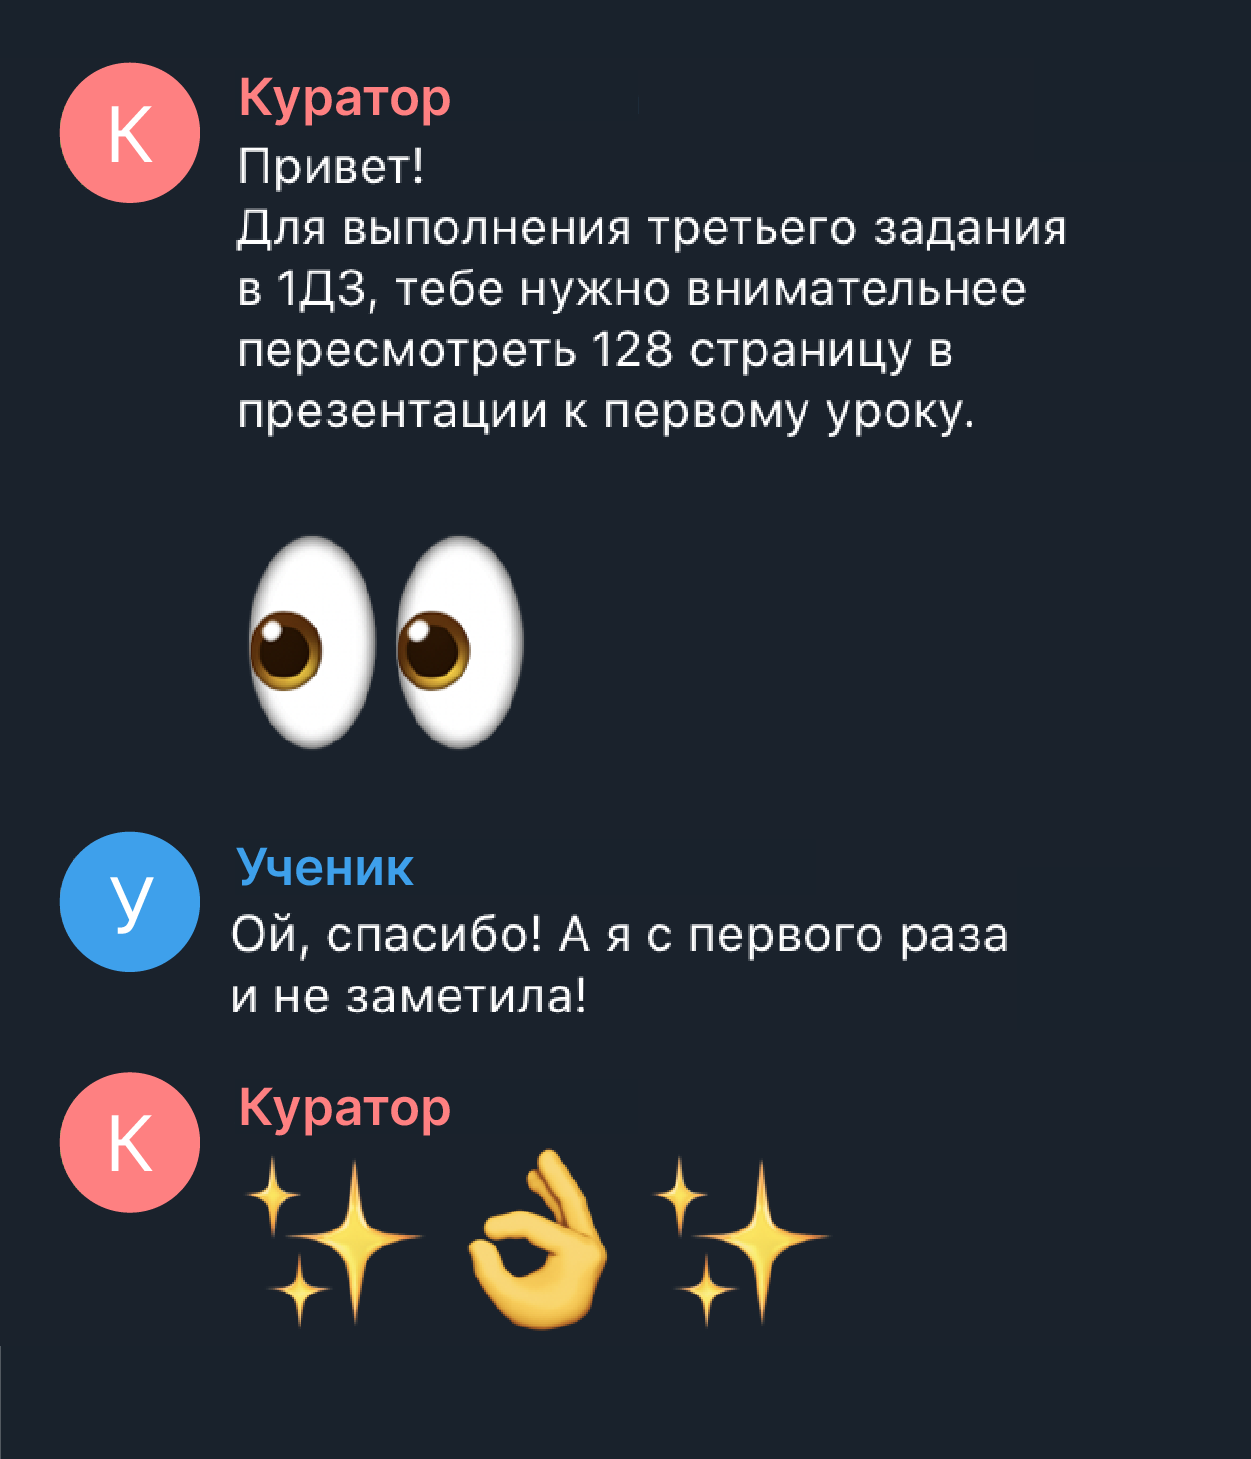 К
Куратор
Привет!
Для выполнения третьего задания
в 1ДЗ, тебе нужно внимательнее
пересмотреть 128 страницу в
презентации к первому уроку.
У
Ученик
Ой, спасибо! А я с первого раза
и не заметила!
К
Куратор